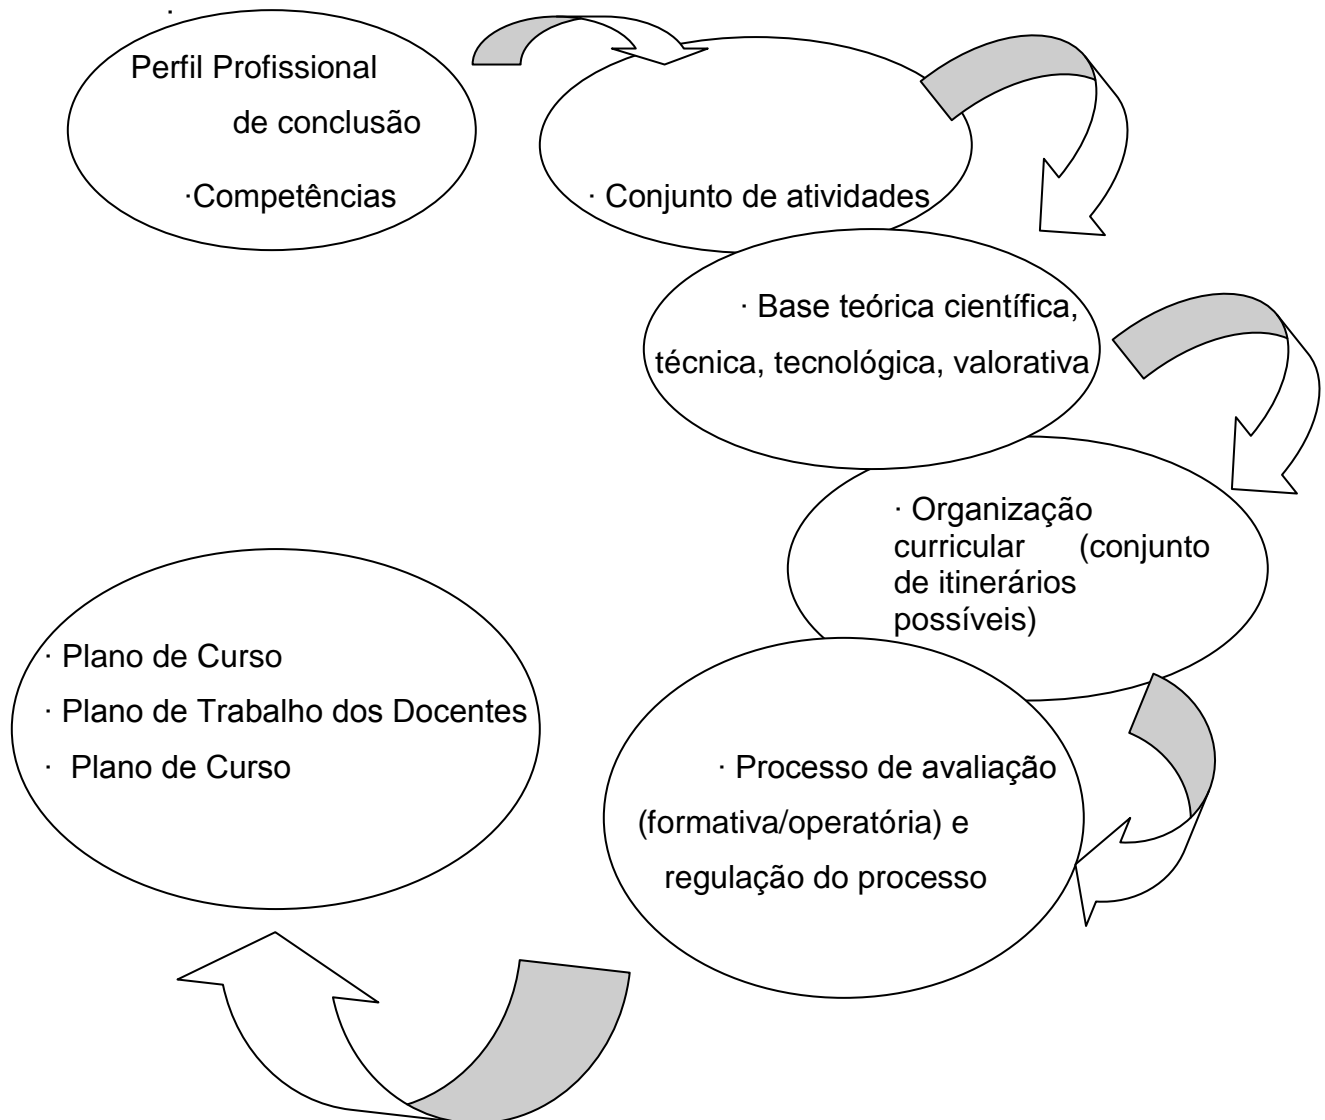 ·
Perfil Profissional
de conclusão
·Competências
· Conjunto de atividades
· Base teórica científica,
técnica, tecnológica, valorativa
· Organização
curricular (conjunto
de itinerários
possíveis)
· Processo de avaliação
(formativa/operatória) e
regulação do processo
· Plano de Curso
· Plano de Trabalho dos Docentes
· Plano de Curso